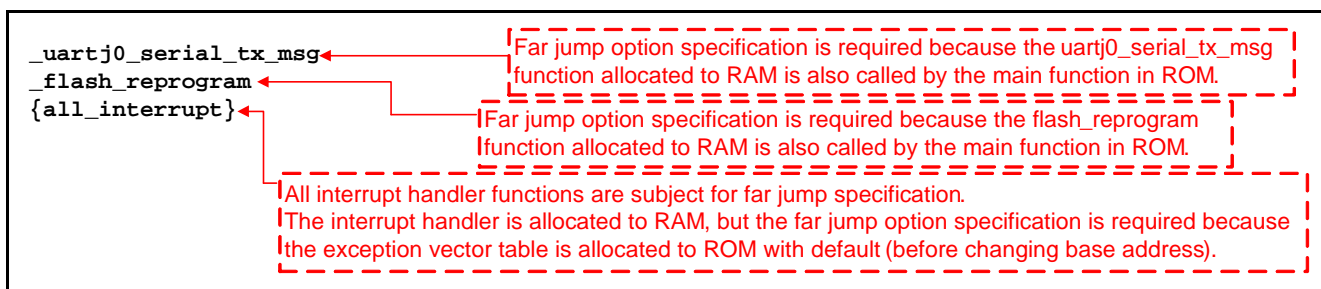 _uartj0_serial_tx_msg
Far jump option specification is required because the uartj0_serial_tx_msg
function allocated to RAM is also called by the main function in ROM.
_flash_reprogram
{all_interrupt}
Far jump option specification is required because the flash_reprogram
function allocated to RAM is also called by the main function in ROM.
All interrupt handler functions are subject for far jump specification.
The interrupt handler is allocated to RAM, but the far jump option specification is required because
the exception vector table is allocated to ROM with default (before changing base address).